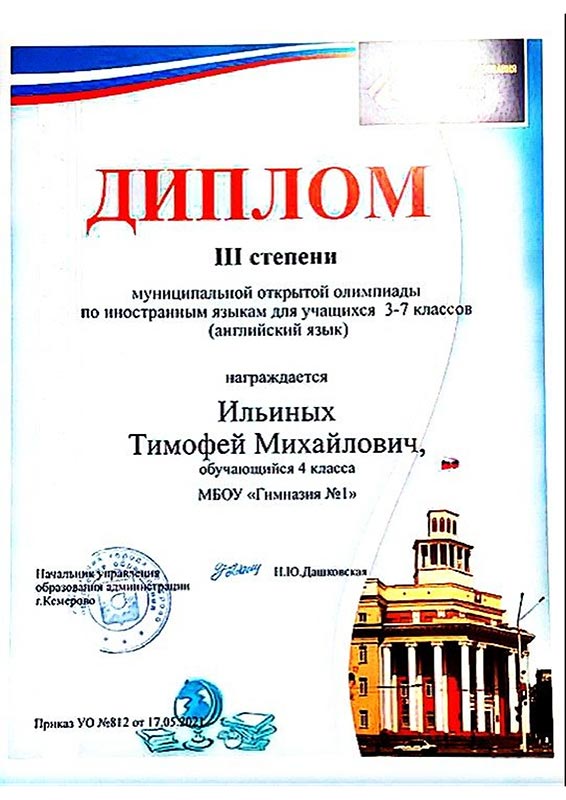 ДИПЛОМ
III степени
муниципальной открытой олимпиады
по иностранным языкам для учащихся 3-7 классов
(английский язык)
награждается
Ильиных
Тимофей Михайлович,
обучающийся 4 класса
МБОУ «Гимназия №1»
Начальник управления
образования администрации
г.Кемерово
Н.Ю.Дашковская
Приказ УО №812 от 17.05.2021